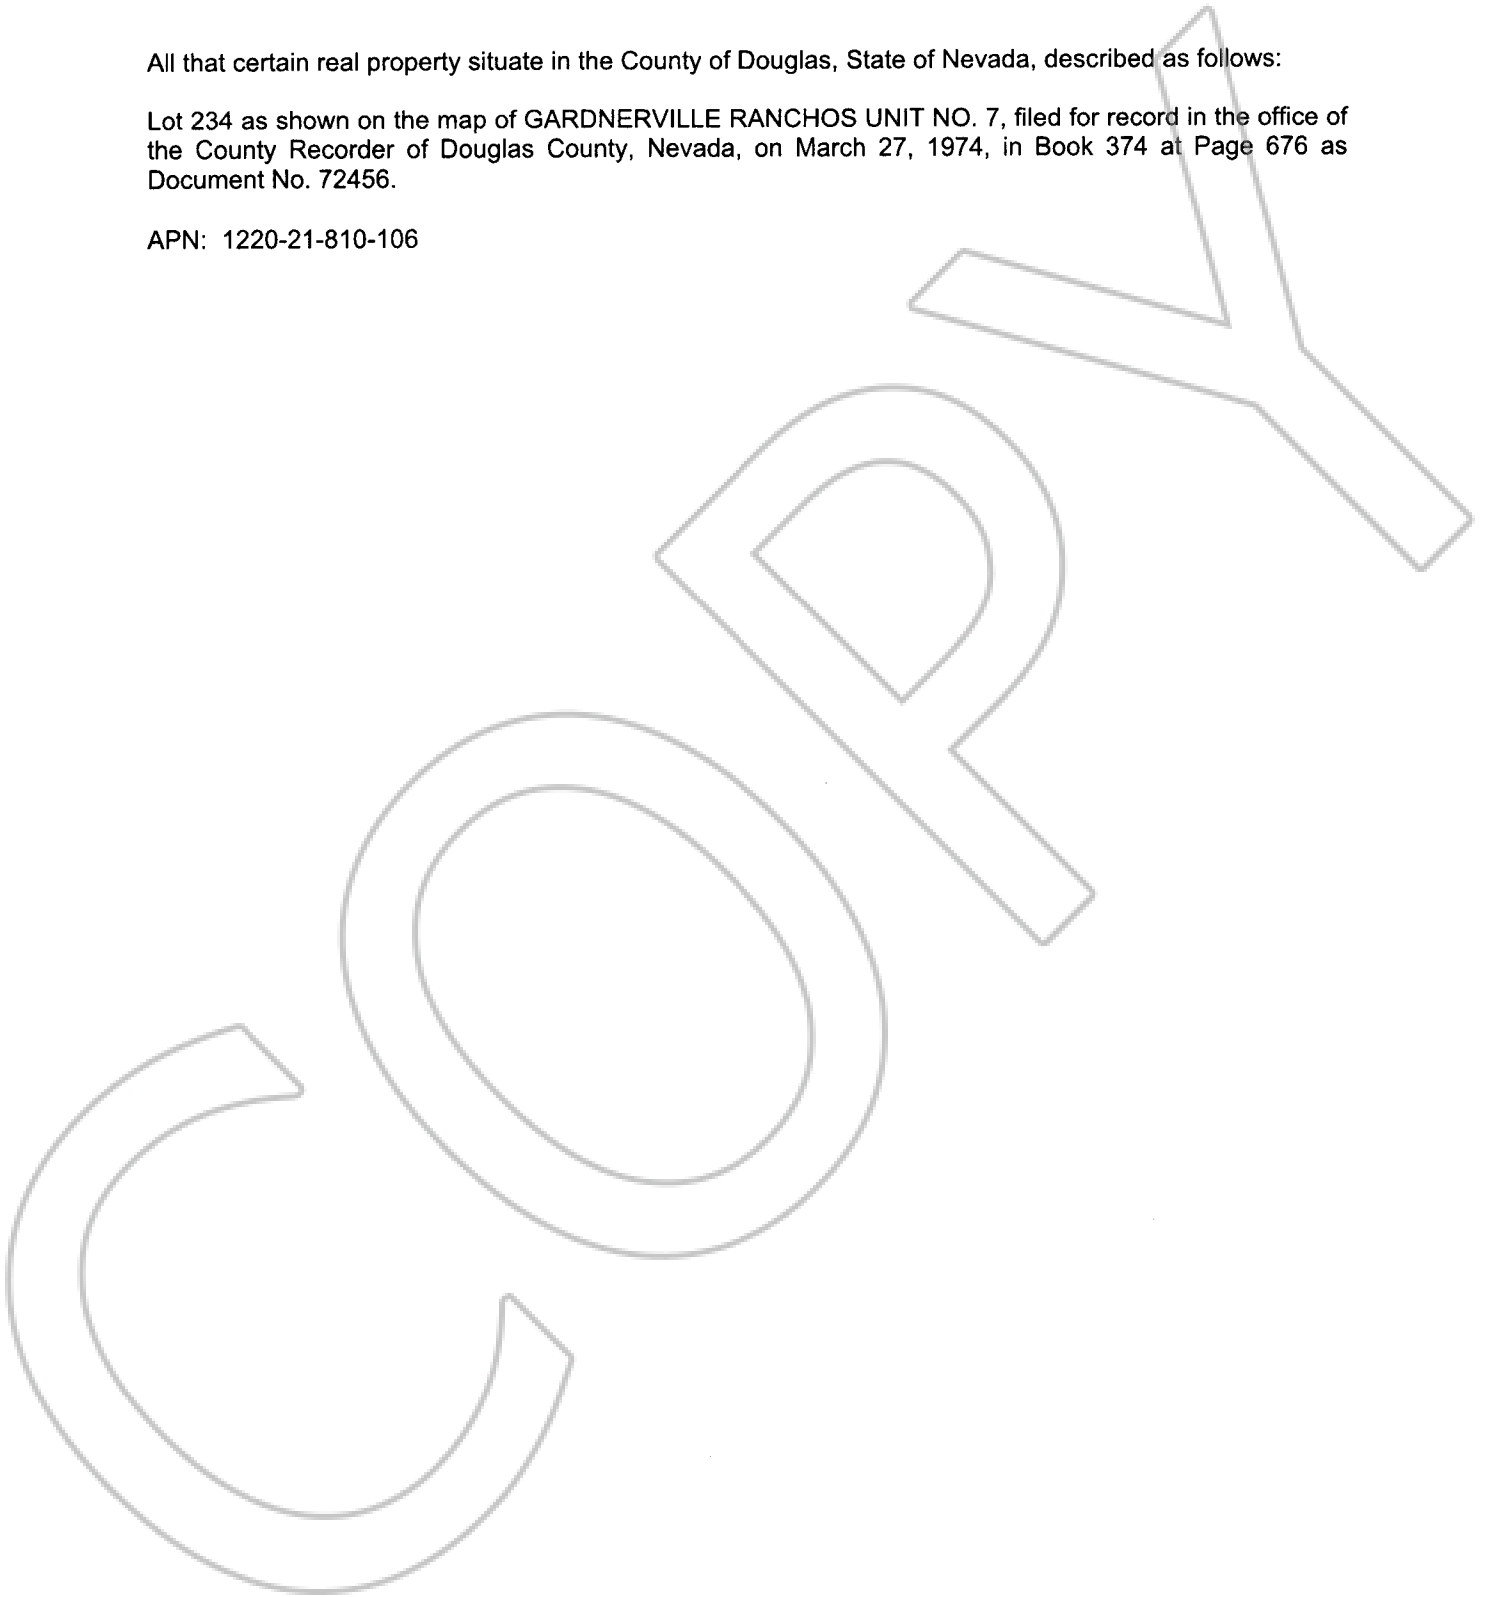 All that certain real property situate in the County of Douglas, State of Nevada, described as follows:
Lot 234 as shown on the map of GARDNERVILLE RANCHOS UNIT NO. 7, filed for record in the office of
the County Recorder of Douglas County, Nevada, on March 27, 1974, in Book 374 at Page 676 as
Document No. 72456.
APN: 1220-21-810-106
COPY